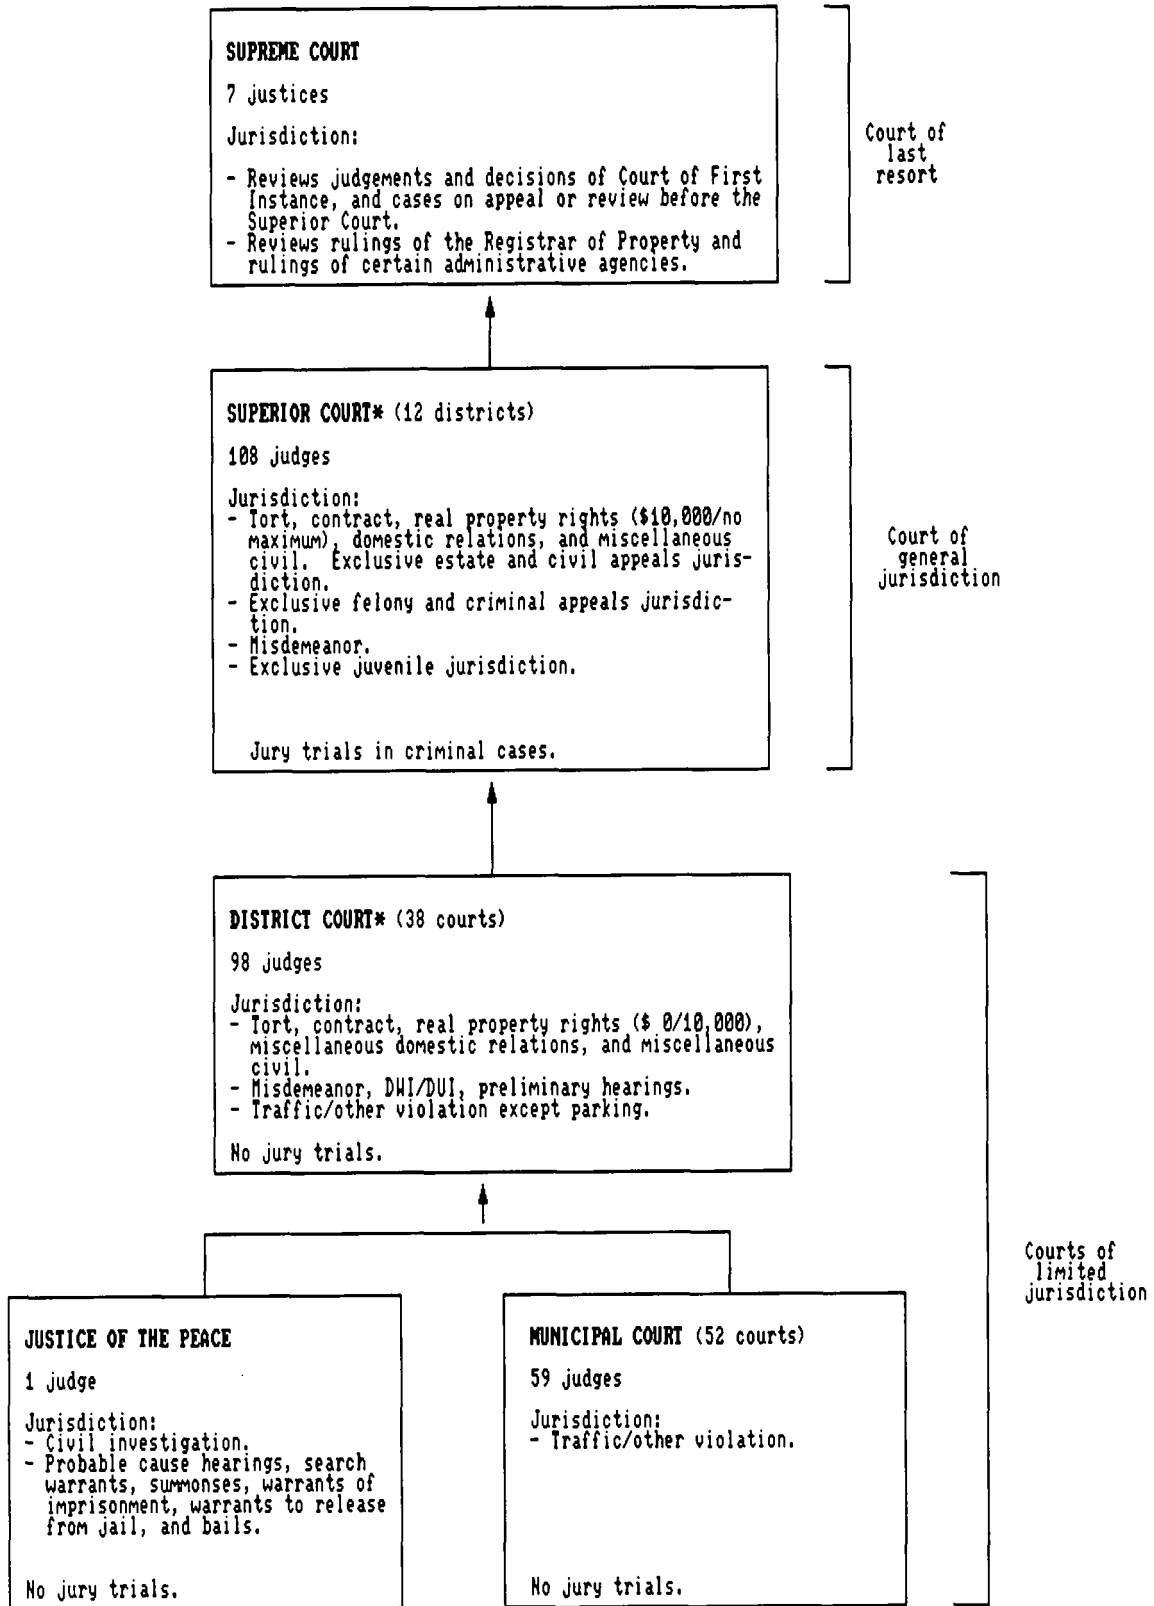 SUPREME COURT
7 justices
Jurisdiction:
- Reviews judgements and decisions of Court of First
Instance, and cases on appeal or review before the
Superior Court.
- Reviews rulings of the Registrar of Property and
rulings of certain administrative agencies.
Court of
last
resort
SUPERIOR COURT* (12 districts)
108 judges
Jurisdiction:
- Tort, contract, real property rights ($10,000/no
maximum), domestic relations, and miscellaneous
civil. Exclusive estate and civil appeals juris-
diction.
- Exclusive felony and criminal appeals jurisdic-
tion.
- Misdemeanor.
- Exclusive juvenile jurisdiction.
Jury trials in criminal cases.
Court of
general
jurisdiction
DISTRICT COURT* (38 courts)
98 judges
Jurisdiction:
- Tort, contract, real property rights ($ 0/10,000),
miscellaneous domestic relations, and miscellaneous
civil.
- Misdemeanor, DWI/DUI, preliminary hearings.
- Traffic/other violation except parking.
No jury trials.
Courts of
limited
jurisdiction
JUSTICE OF THE PEACE
1 judge
Jurisdiction:
- Civil investigation.
- Probable cause hearings, search
warrants, summonses, warrants of
imprisonment, warrants to release
from jail, and bails.
No jury trials.
MUNICIPAL COURT (52 courts)
59 judges
Jurisdiction:
- Traffic/other violation.
No jury trials.